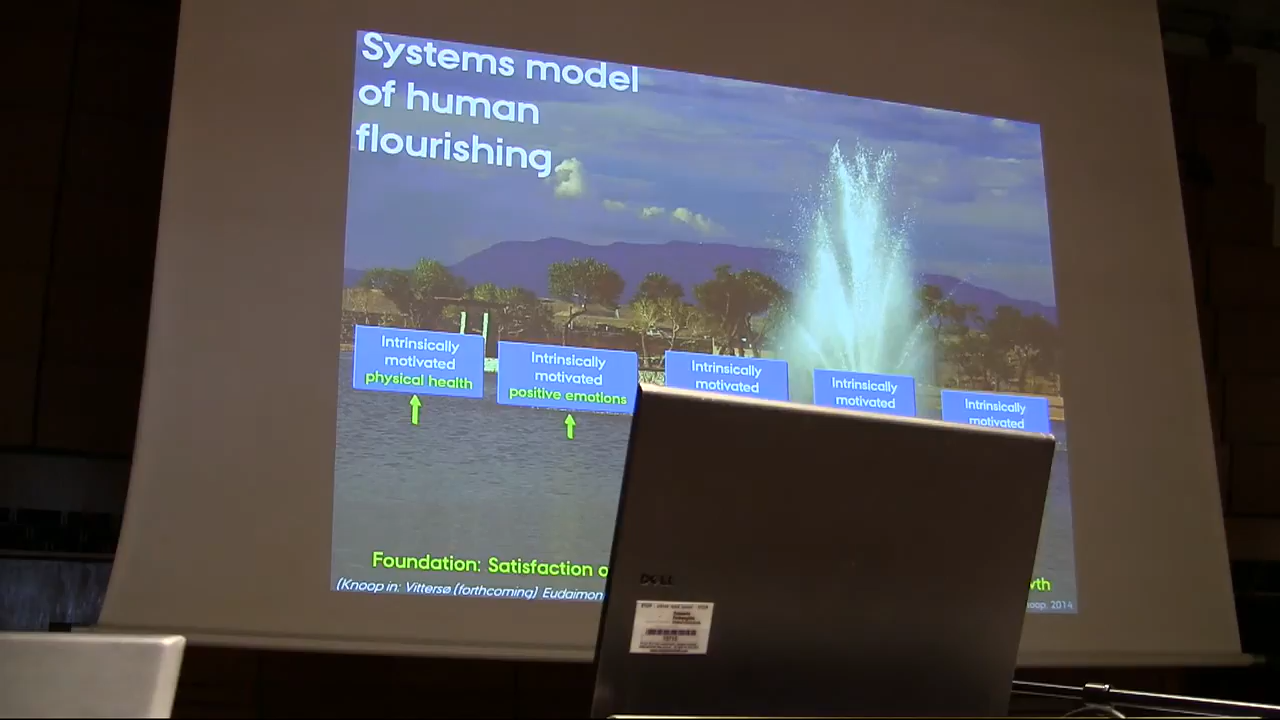 Systems model
of human
flourishing
Intrinsically
motivated
physical health
Intrinsically
motivated
positive emotions
Intrinsically
motivated
Intrinsically
motivated
Intrinsically
motivated
Foundation: Satisfaction o
vth
(Knoop in: Vittersø (forthcoming) Eudaimon
noop, 2014
DELL